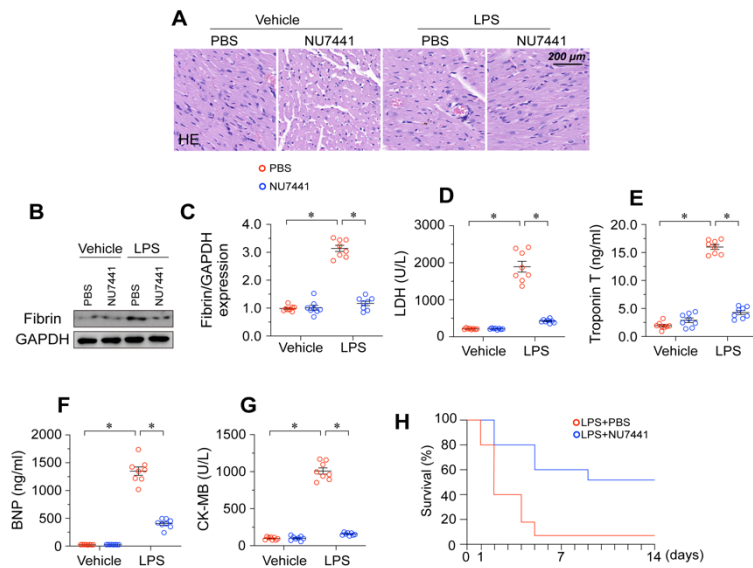 A
Vehicle
LPS
PBS
NU7441
PBS
NU7441
200 μm
HE
PBS
NU7441
B
Vehicle
LPS
PBS
NU7441
PBS
NU7441
Fibrin
GAPDH
C
Fibrin/GAPDH
expression
4.0
3.0
2.0
1.0
0.0
*
*
Vehicle
LPS
D
LDH (U/L)
3000
2000
1000
0
*
*
Vehicle
LPS
E
Troponin T (ng/ml)
20.0
15.0
10.0
5.0
0.0
*
*
Vehicle
LPS
F
BNP (ng/ml)
2000
1500
1000
500
0
*
*
Vehicle
LPS
G
CK-MB (U/L)
1500
1000
500
0
*
*
Vehicle
LPS
H
LPS+PBS
LPS+NU7441
Survival (%)
100
80
60
40
20
0
0 1 7 14 (days)